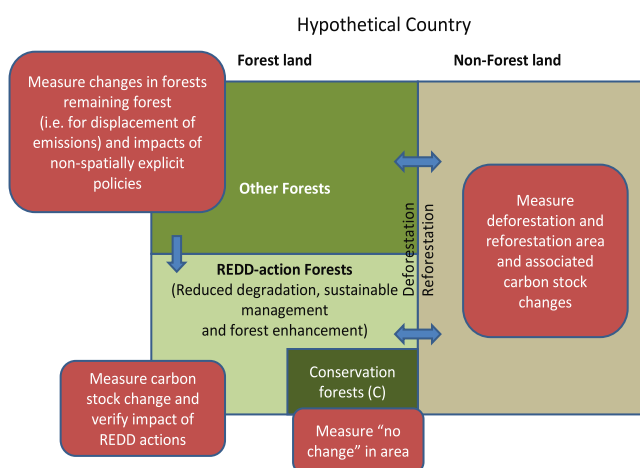 Hypothetical Country
Forest land
Non-Forest land
Measure changes in forests
remaining forest
(i.e. for displacement of
emissions) and impacts of
non-spatially explicit
policies
Other Forests
Deforestation
Reforestation
Measure
deforestation and
reforestation area
and associated
carbon stock
changes
REDD-action Forests
(Reduced degradation, sustainable
management
and forest enhancement)
Conservation
forests (C)
Measure carbon
stock change and
verify impact of
REDD actions
Measure “no
change” in area